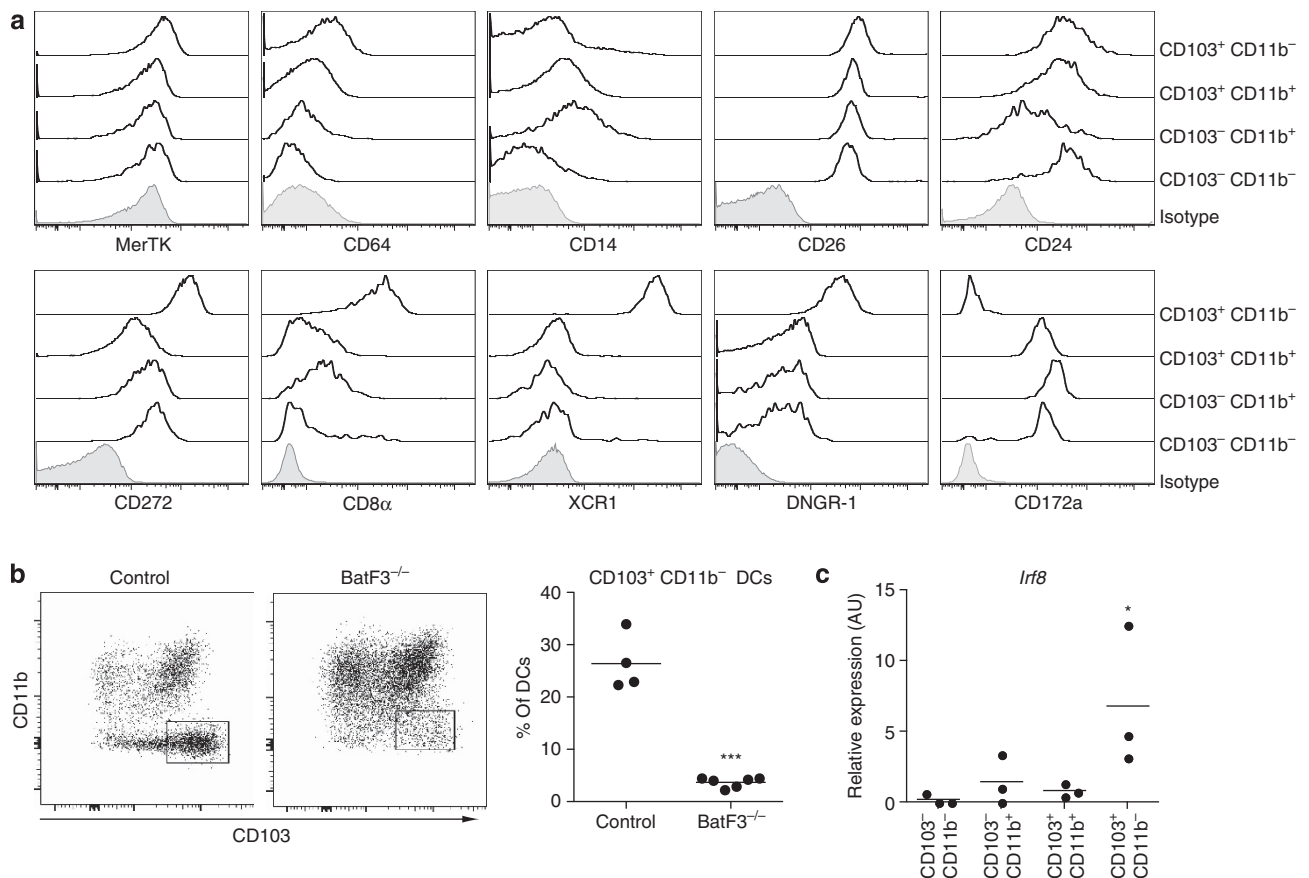 a
CD103⁺ CD11b⁻
CD103⁺ CD11b⁺
CD103⁻ CD11b⁺
CD103⁻ CD11b⁻
Isotype
MerTK CD64 CD14 CD26 CD24
CD103⁺ CD11b⁻
CD103⁺ CD11b⁺
CD103⁻ CD11b⁺
CD103⁻ CD11b⁻
Isotype
CD272 CD8α XCR1 DNGR-1 CD172a
b
Control BatF3⁻/⁻
CD11b
CD103
CD103⁺ CD11b⁻ DCs
% Of DCs
40
30
20
10
0
***
Control BatF3⁻/⁻
c
Irf8
Relative expression (AU)
15
10
5
0
*
CD103⁻
CD11b⁻
CD103⁻
CD11b⁺
CD103⁺
CD11b⁺
CD103⁺
CD11b⁻